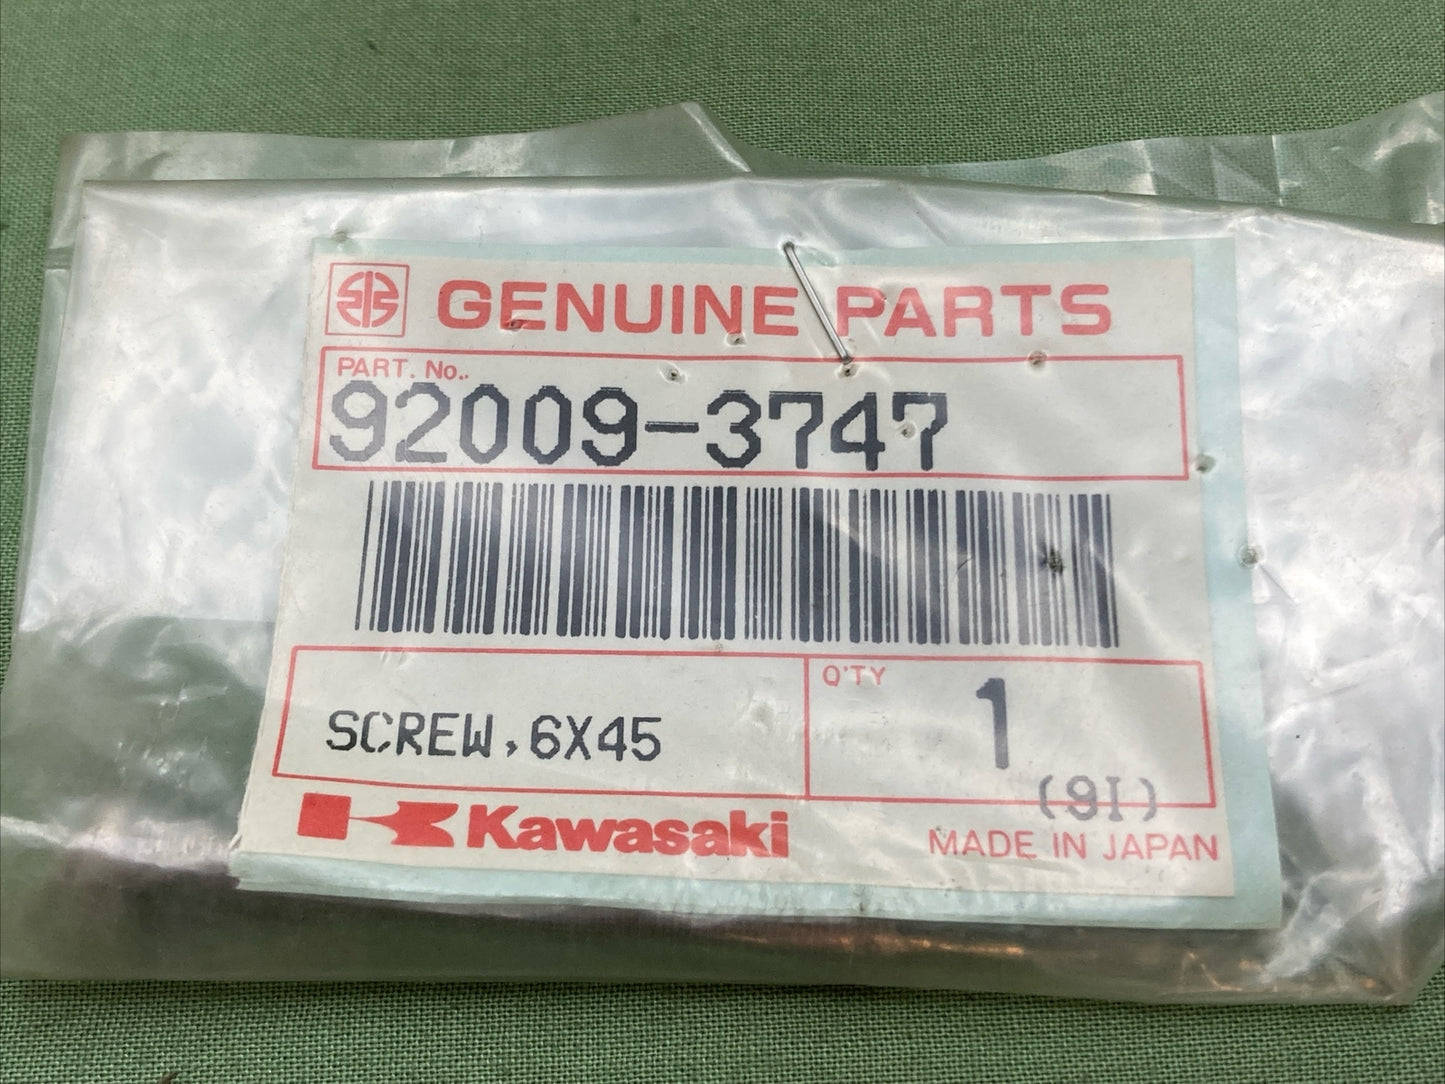 GENUINE PARTS
PART. No.
92009-3747
SCREW,6X45
Q'TY
1
(9I)
Kawasaki
MADE IN JAPAN